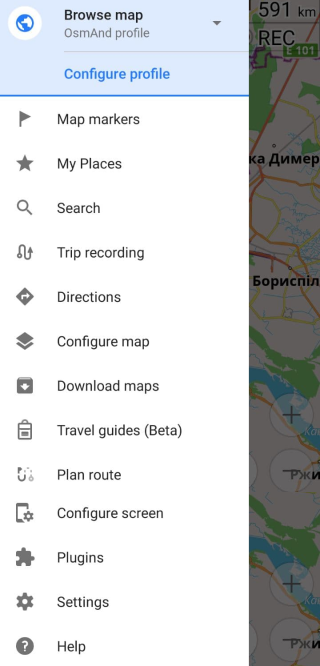 Browse map
OsmAnd profile
Configure profile
Map markers
My Places
Search
Trip recording
Directions
Configure map
Download maps
Travel guides (Beta)
Plan route
Configure screen
Plugins
Settings
Help
591 km
REC
E 101
ка Димер
Бориспіл
Ржи
Ржи